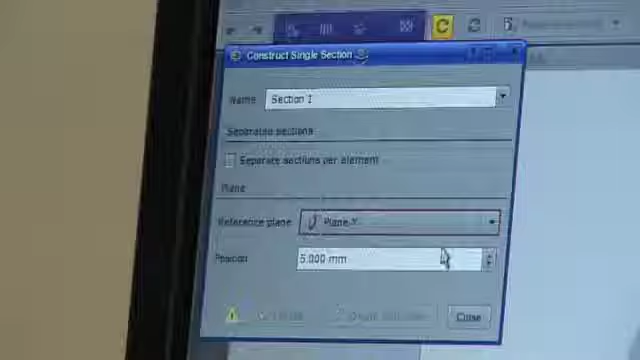 Construct Single Section
Name Section 1
Separated sections
Separate sections per element
Plane
Reference plane Plane Y
Position 5.000 mm
Close